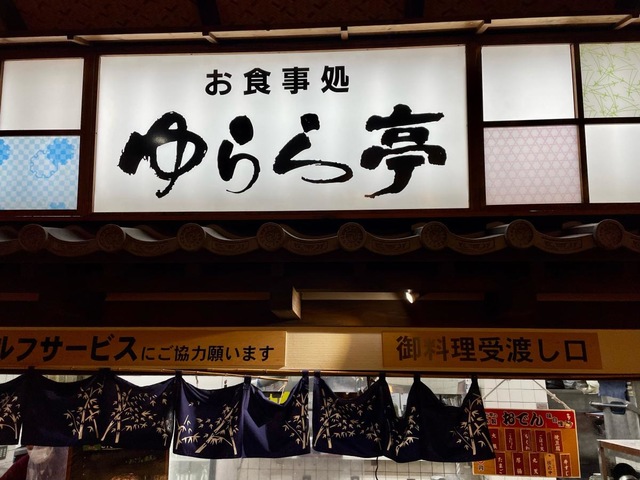 お食事処
ゆらら亭
ルフサービスにご協力願います
御料理受渡し口
おでん